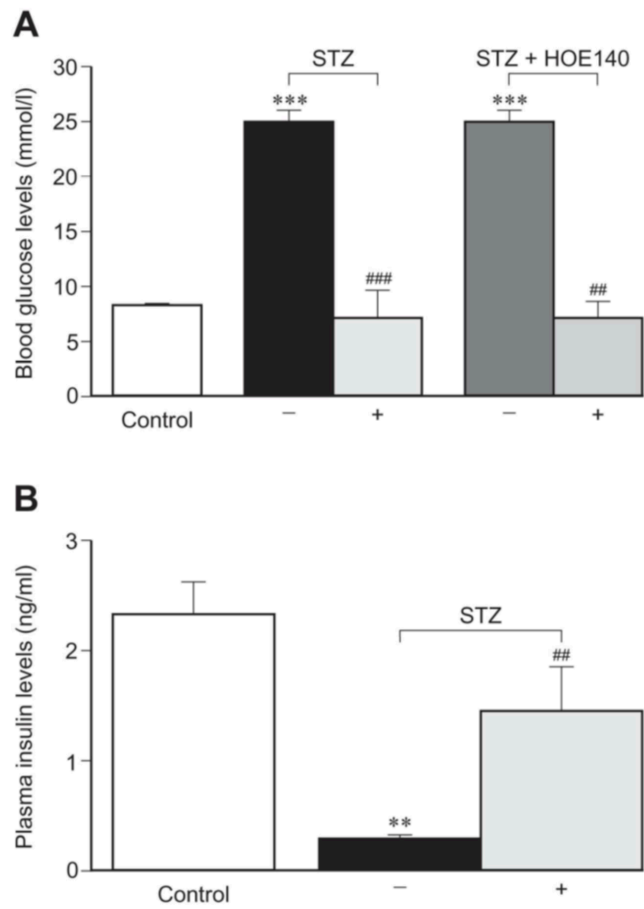 A
STZ
STZ + HOE140
Blood glucose levels (mmol/l)
30
25
20
15
10
5
0
***
###
***
##
Control
–
+
–
+
B
Plasma insulin levels (ng/ml)
3
2
1
0
STZ
##
**
Control
–
+